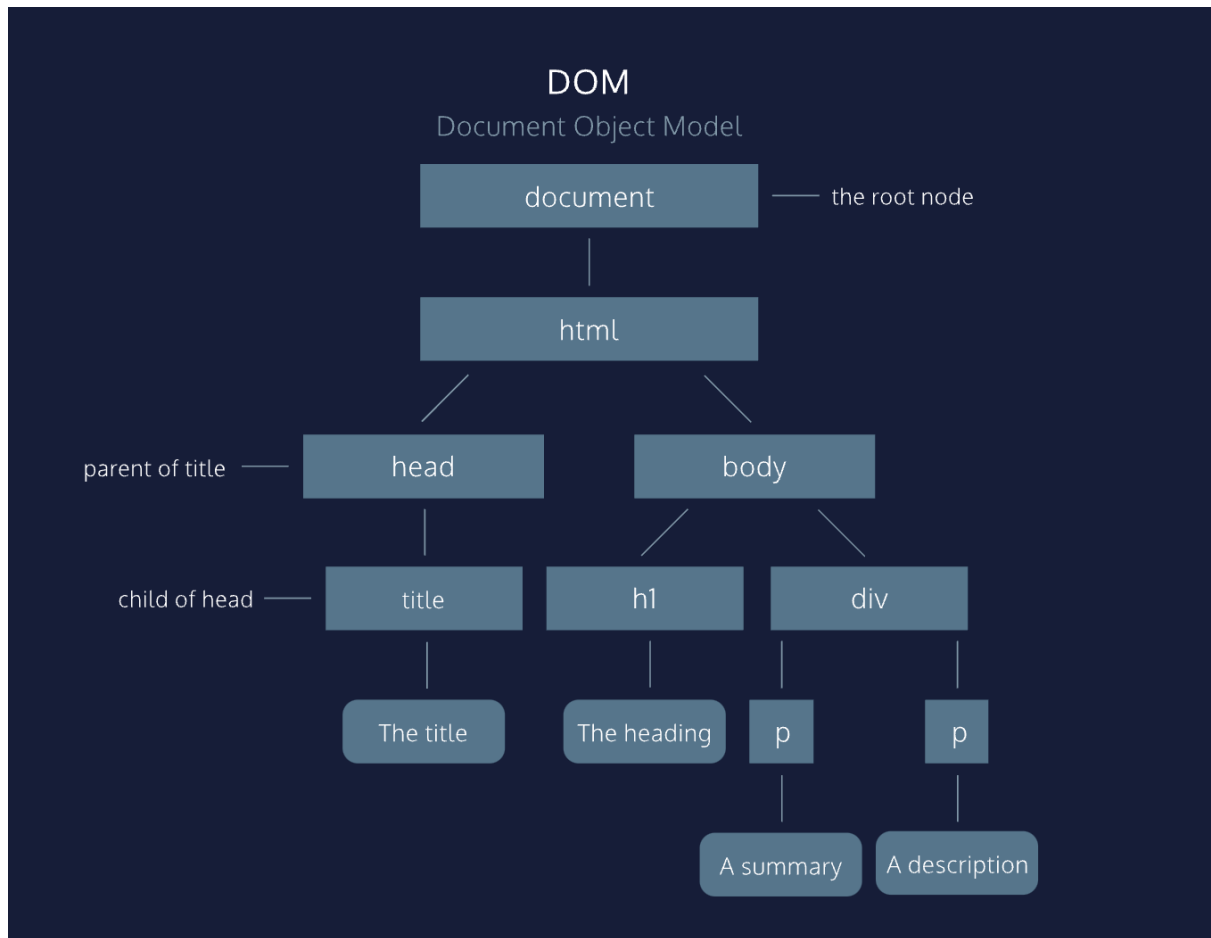 DOM
Document Object Model
document
the root node
html
parent of title
head
body
child of head
title
h1
div
The title
The heading
p
p
A summary
A description